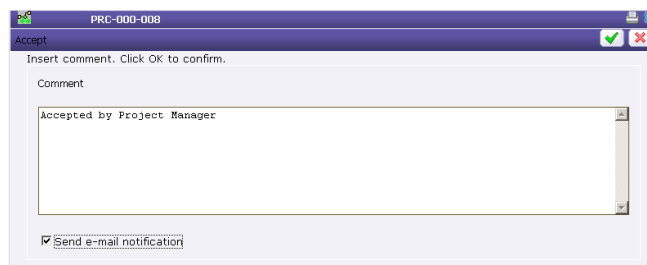 PRC-000-008
Accept
Insert comment. Click OK to confirm.
Comment
Accepted by Project Manager
Send e-mail notification